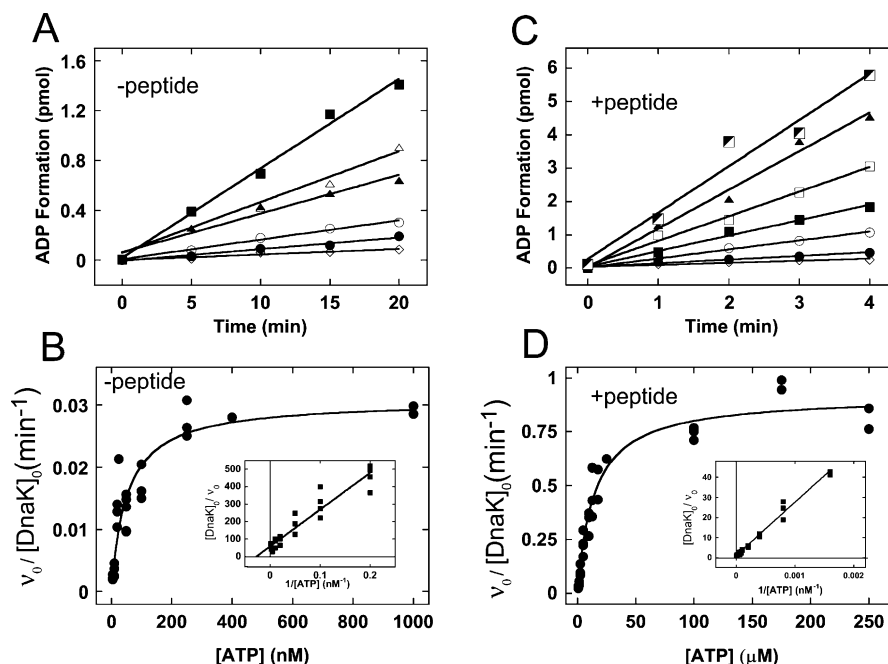 A
-peptide
ADP Formation (pmol)
1.6
1.2
0.8
0.4
0
0 5 10 15 20
Time (min)
C
+peptide
ADP Formation (pmol)
6
5
4
3
2
1
0
0 1 2 3 4
Time (min)
B
-peptide
ν0 / [DnaK]0 (min-1)
0.03
0.02
0.01
0
0 200 400 600 800 1000
[ATP] (nM)
[DnaK]0/ ν0
500
400
300
200
100
0
0.0 0.1 0.2
1/[ATP] (nM-1)
D
+peptide
ν0 / [DnaK]0 (min-1)
1
0.75
0.5
0.25
0
0 50 100 150 200 250
[ATP] (μM)
[DnaK]0/ ν0
40
30
20
10
0
0 0.001 0.002
1/[ATP] (nM-1)